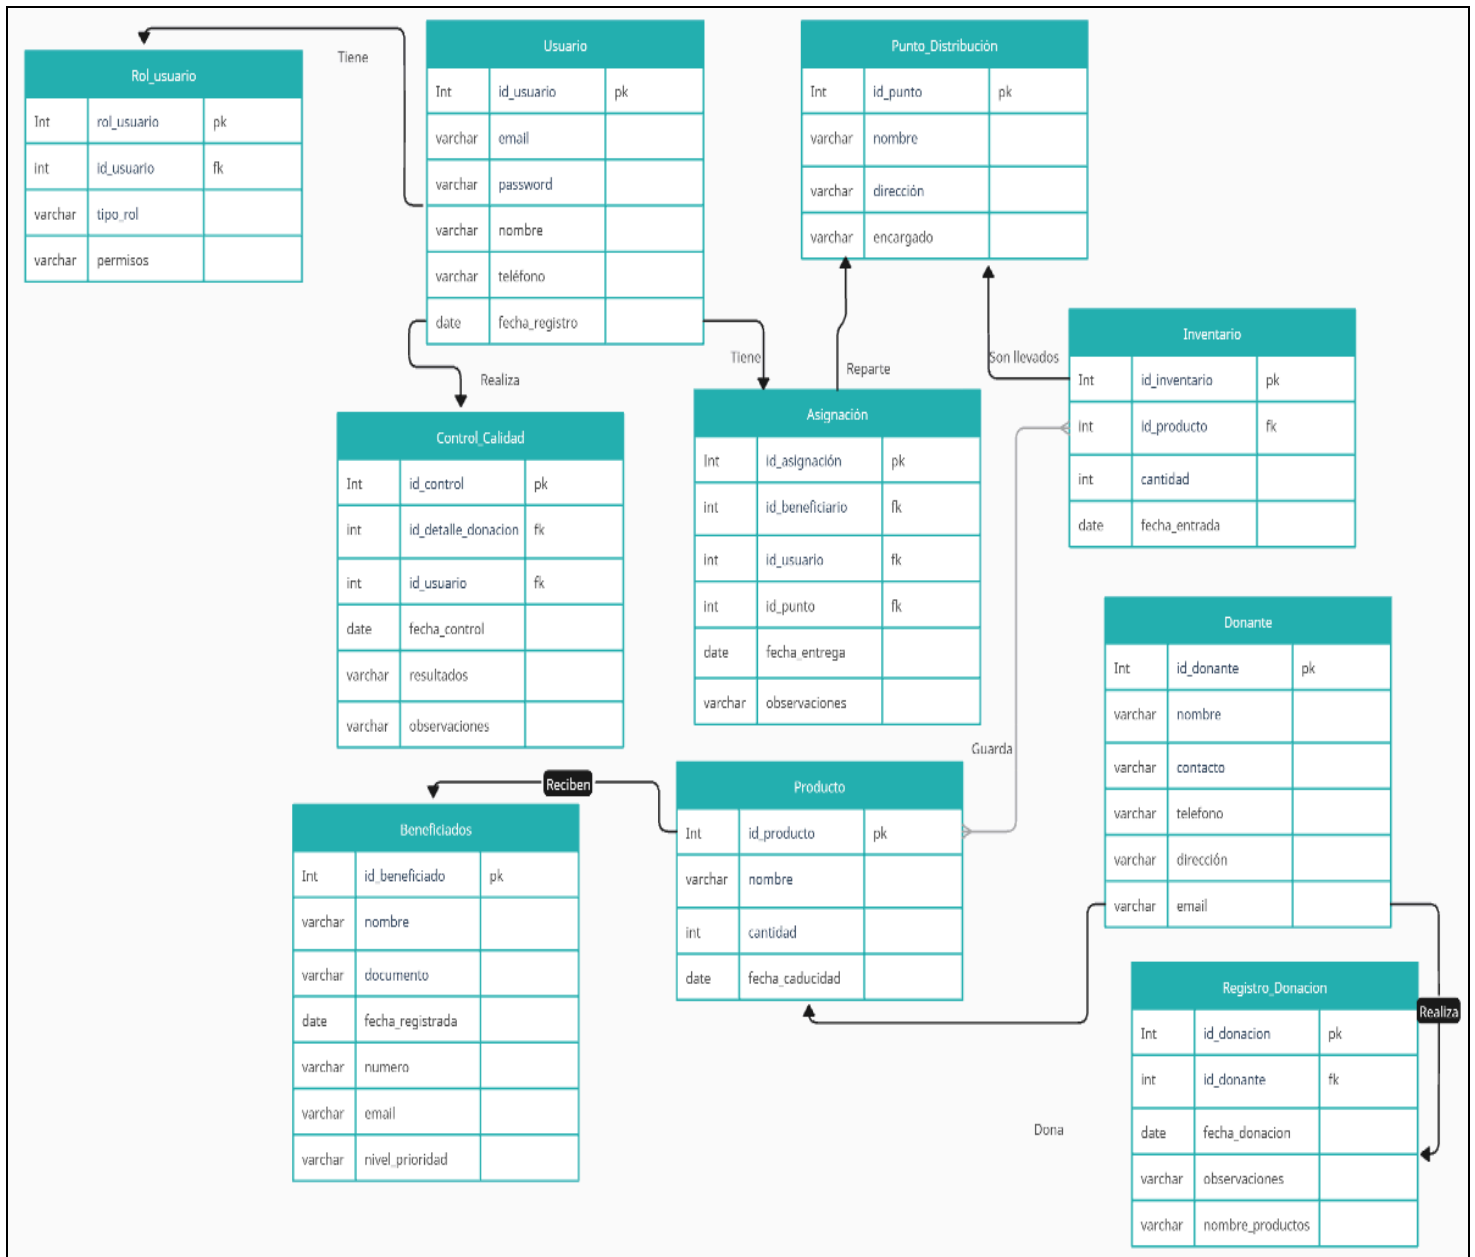 Tiene
Rol_usuario
Int rol_usuario pk
int id_usuario fk
varchar tipo_rol
varchar permisos
Usuario
Int id_usuario pk
varchar email
varchar password
varchar nombre
varchar teléfono
date fecha_registro
Punto_Distribución
Int id_punto pk
varchar nombre
varchar dirección
varchar encargado
Realiza
Tiene
Reparte
Son llevados
Inventario
Int id_inventario pk
int id_producto fk
int cantidad
date fecha_entrada
Control_Calidad
Int id_control pk
int id_detalle_donacion fk
int id_usuario fk
date fecha_control
varchar resultados
varchar observaciones
Asignación
Int id_asignación pk
int id_beneficiario fk
int id_usuario fk
int id_punto fk
date fecha_entrega
varchar observaciones
Donante
Int id_donante pk
varchar nombre
varchar contacto
varchar telefono
varchar dirección
varchar email
Guarda
Reciben
Beneficiados
Int id_beneficiado pk
varchar nombre
varchar documento
date fecha_registrada
varchar numero
varchar email
varchar nivel_prioridad
Producto
Int id_producto pk
varchar nombre
int cantidad
date fecha_caducidad
Dona
Realiza
Registro_Donacion
Int id_donacion pk
int id_donante fk
date fecha_donacion
varchar observaciones
varchar nombre_productos